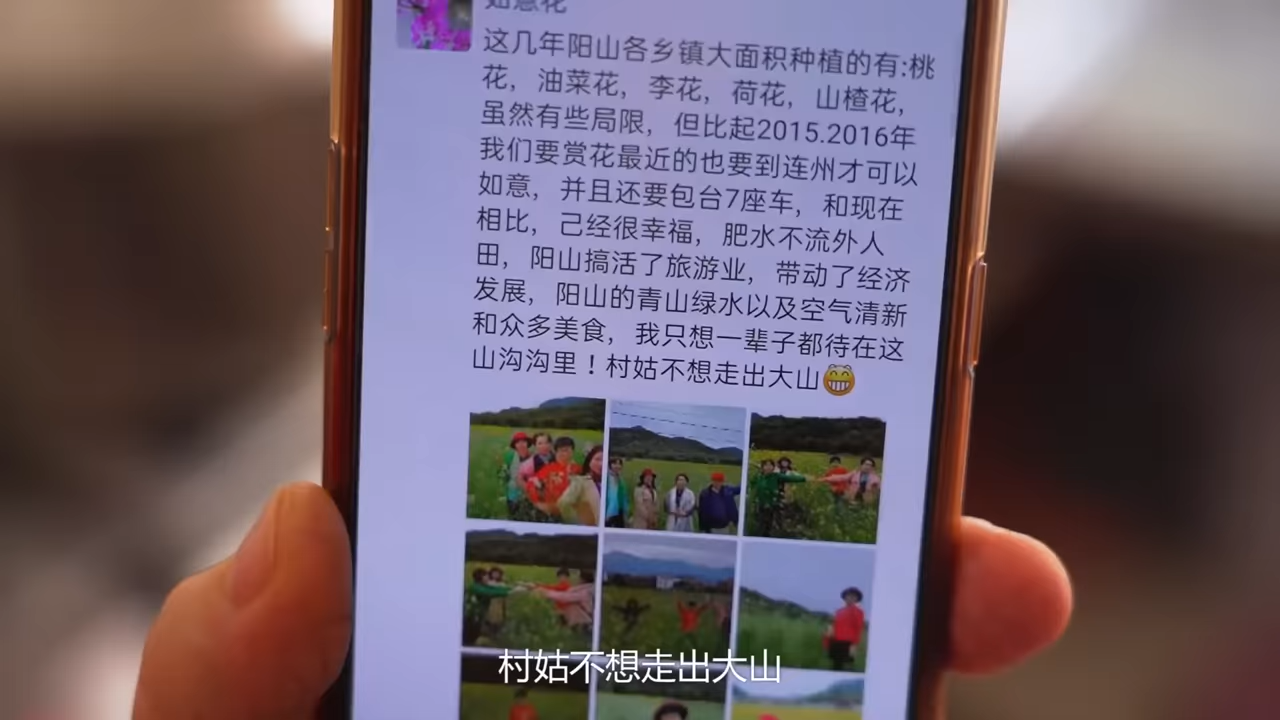 如意花
这几年阳山各乡镇大面积种植的有:桃
花，油菜花，李花，荷花，山楂花，
虽然有些局限，但比起2015.2016年
我们要赏花最近的也要到连州才可以
如意，并且还要包台7座车，和现在
相比，己经很幸福，肥水不流外人
田，阳山搞活了旅游业，带动了经济
发展，阳山的青山绿水以及空气清新
和众多美食，我只想一辈子都待在这
山沟沟里！村姑不想走出大山😁
村姑不想走出大山